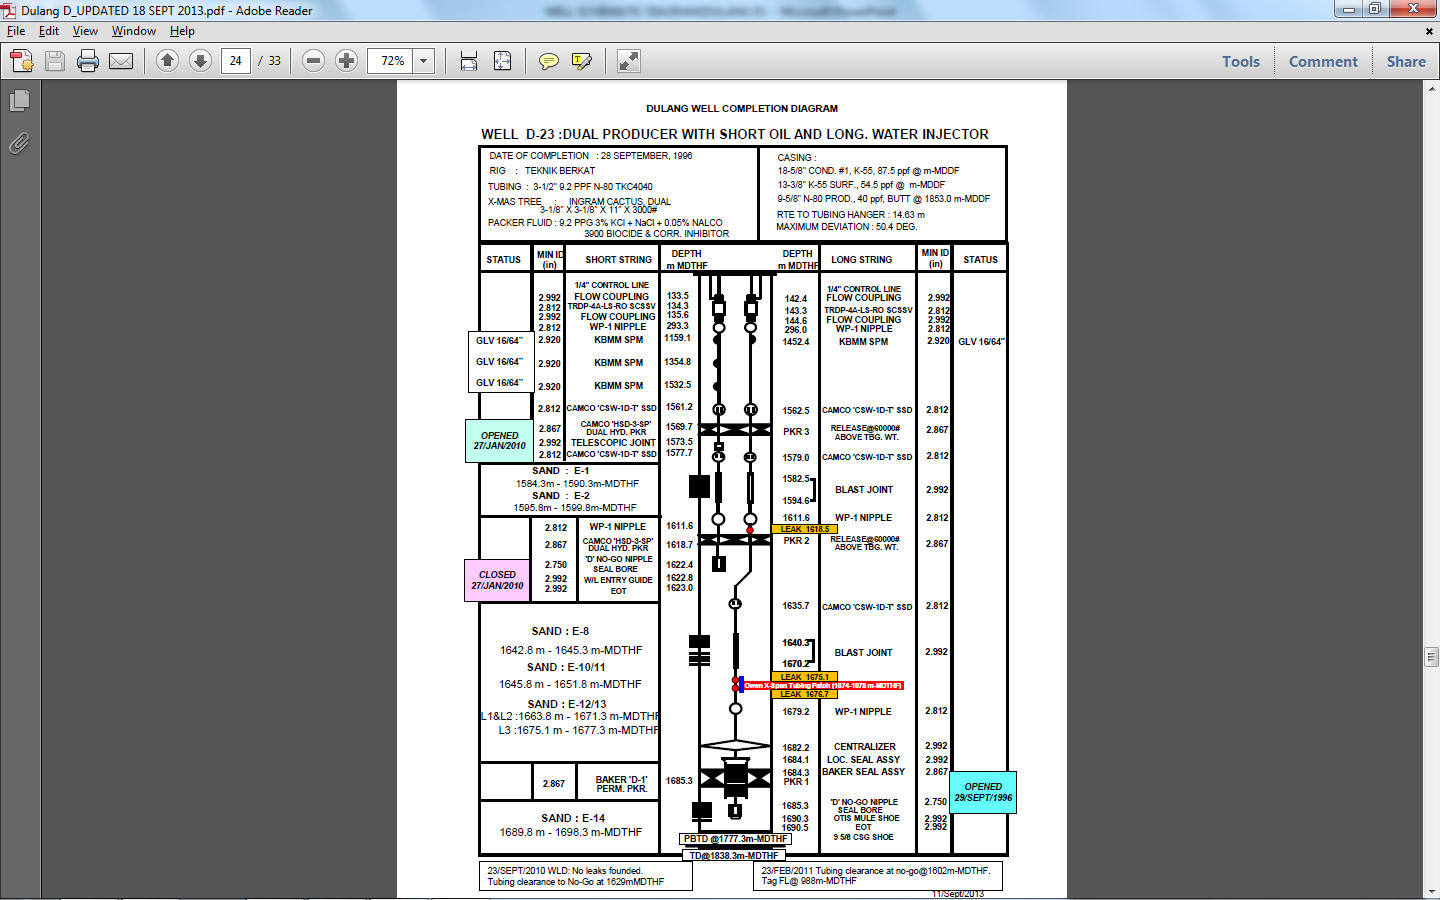 Dulang D_UPDATED 18 SEPT 2013.pdf - Adobe Reader
File Edit View Window Help
24 / 33 72% Tools Comment Share
DULANG WELL COMPLETION DIAGRAM
WELL D-23 :DUAL PRODUCER WITH SHORT OIL AND LONG. WATER INJECTOR
DATE OF COMPLETION : 28 SEPTEMBER, 1996
RIG : TEKNIK BERKAT
TUBING : 3-1/2" 9.2 PPF N-80 TKC4040
X-MAS TREE : INGRAM CACTUS, DUAL
3-1/8" X 3-1/8" X 11" X 3000#
PACKER FLUID : 9.2 PPG 3% KCl + NaCl + 0.05% NALCO
3900 BIOCIDE & CORR. INHIBITOR
CASING :
18-5/8" COND. #1, K-55, 87.5 ppf @ m-MDDF
13-3/8" K-55 SURF., 54.5 ppf @ m-MDDF
9-5/8" N-80 PROD., 40 ppf, BUTT @ 1853.0 m-MDDF
RTE TO TUBING HANGER : 14.63 m
MAXIMUM DEVIATION : 50.4 DEG.
STATUS MIN ID (in) SHORT STRING DEPTH m MDTHF DEPTH m MDTHF LONG STRING MIN ID (in) STATUS
1/4" CONTROL LINE 1/4" CONTROL LINE
2.992 FLOW COUPLING 133.5 142.4 FLOW COUPLING 2.992
2.812 TRDP-4A-LS-RO SCSSV 134.3 143.3 TRDP-4A-LS-RO SCSSV 2.812
2.992 FLOW COUPLING 135.6 144.6 FLOW COUPLING 2.992
2.812 WP-1 NIPPLE 293.3 296.0 WP-1 NIPPLE 2.812
GLV 16/64" 2.920 KBMM SPM 1159.1 1452.4 KBMM SPM 2.920 GLV 16/64"
GLV 16/64" 2.920 KBMM SPM 1354.8
GLV 16/64" 2.920 KBMM SPM 1532.5
2.812 CAMCO 'CSW-1D-T' SSD 1561.2 1562.5 CAMCO 'CSW-1D-T' SSD 2.812
OPENED
27/JAN/2010
2.867 CAMCO 'HSD-3-SP' DUAL HYD. PKR 1569.7 PKR 3 RELEASE@60000# ABOVE TBG. WT. 2.867
2.992 TELESCOPIC JOINT 1573.5
2.812 CAMCO 'CSW-1D-T' SSD 1577.7 1579.0 CAMCO 'CSW-1D-T' SSD 2.812
SAND : E-1
1584.3m - 1590.3m-MDTHF
SAND : E-2
1595.8m - 1599.8m-MDTHF
1582.5
BLAST JOINT 2.992
1594.6
2.812 WP-1 NIPPLE 1611.6 1611.6 WP-1 NIPPLE 2.812
LEAK 1618.5
2.867 CAMCO 'HSD-3-SP' DUAL HYD. PKR 1618.7 PKR 2 RELEASE@60000# ABOVE TBG. WT. 2.867
CLOSED
27/JAN/2010
2.750 'D' NO-GO NIPPLE SEAL BORE 1622.4
2.992 W/L ENTRY GUIDE 1622.8
2.992 EOT 1623.0
1635.7 CAMCO 'CSW-1D-T' SSD 2.812
SAND : E-8
1642.8 m - 1645.3 m-MDTHF
SAND : E-10/11
1645.8 m - 1651.8 m-MDTHF
SAND : E-12/13
L1&L2 :1663.8 m - 1671.3 m-MDTHF
L3 :1675.1 m - 1677.3 m-MDTHF
1640.3
BLAST JOINT 2.992
1670.2
LEAK 1675.1
Owen X-Span Tubing Patch (1674-1678 m-MDTHF)
LEAK 1676.7
1679.2 WP-1 NIPPLE 2.812
1682.2 CENTRALIZER 2.992
1684.1 LOC. SEAL ASSY 2.992
1684.3 BAKER SEAL ASSY 2.867
PKR 1
2.867 BAKER 'D-1' PERM. PKR. 1685.3
OPENED
29/SEPT/1996
1685.3 'D' NO-GO NIPPLE SEAL BORE 2.750
1690.3 OTIS MULE SHOE 2.992
1690.5 EOT 2.992
9 5/8 CSG SHOE
SAND : E-14
1689.8 m - 1698.3 m-MDTHF
PBTD @1777.3m-MDTHF
TD@1838.3m-MDTHF
23/SEPT/2010 WLD: No leaks founded.
Tubing clearance to No-Go at 1629mMDTHF
23/FEB/2011 Tubing clearance at no-go@1602m-MDTHF.
Tag FL@ 988m-MDTHF
11/Sept/2013